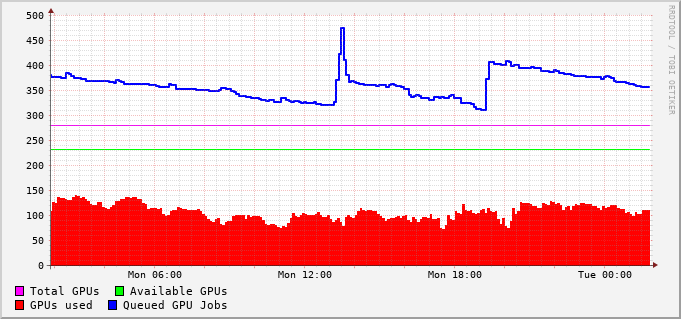 500
450
400
350
300
250
200
150
100
50
0
Mon 06:00 Mon 12:00 Mon 18:00 Tue 00:00
Total GPUs Available GPUs
GPUs used Queued GPU Jobs
RRDTOOL / TOBI OETIKER